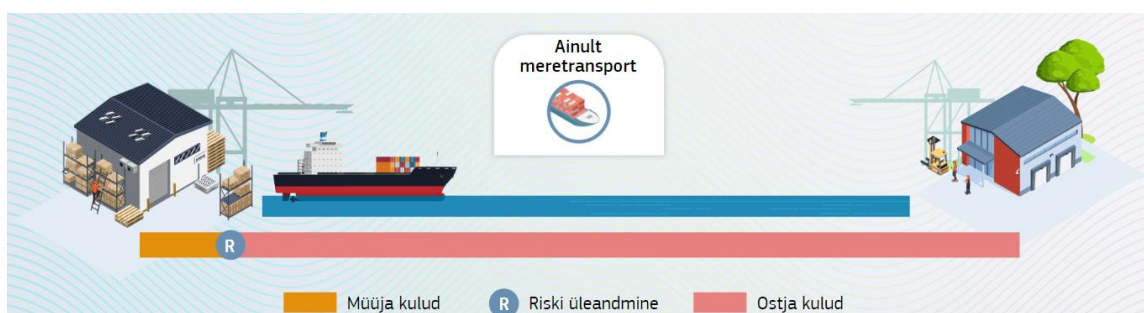 Ainult
meretransport
R
Müüja kulud
R Riski üleandmine
Ostja kulud